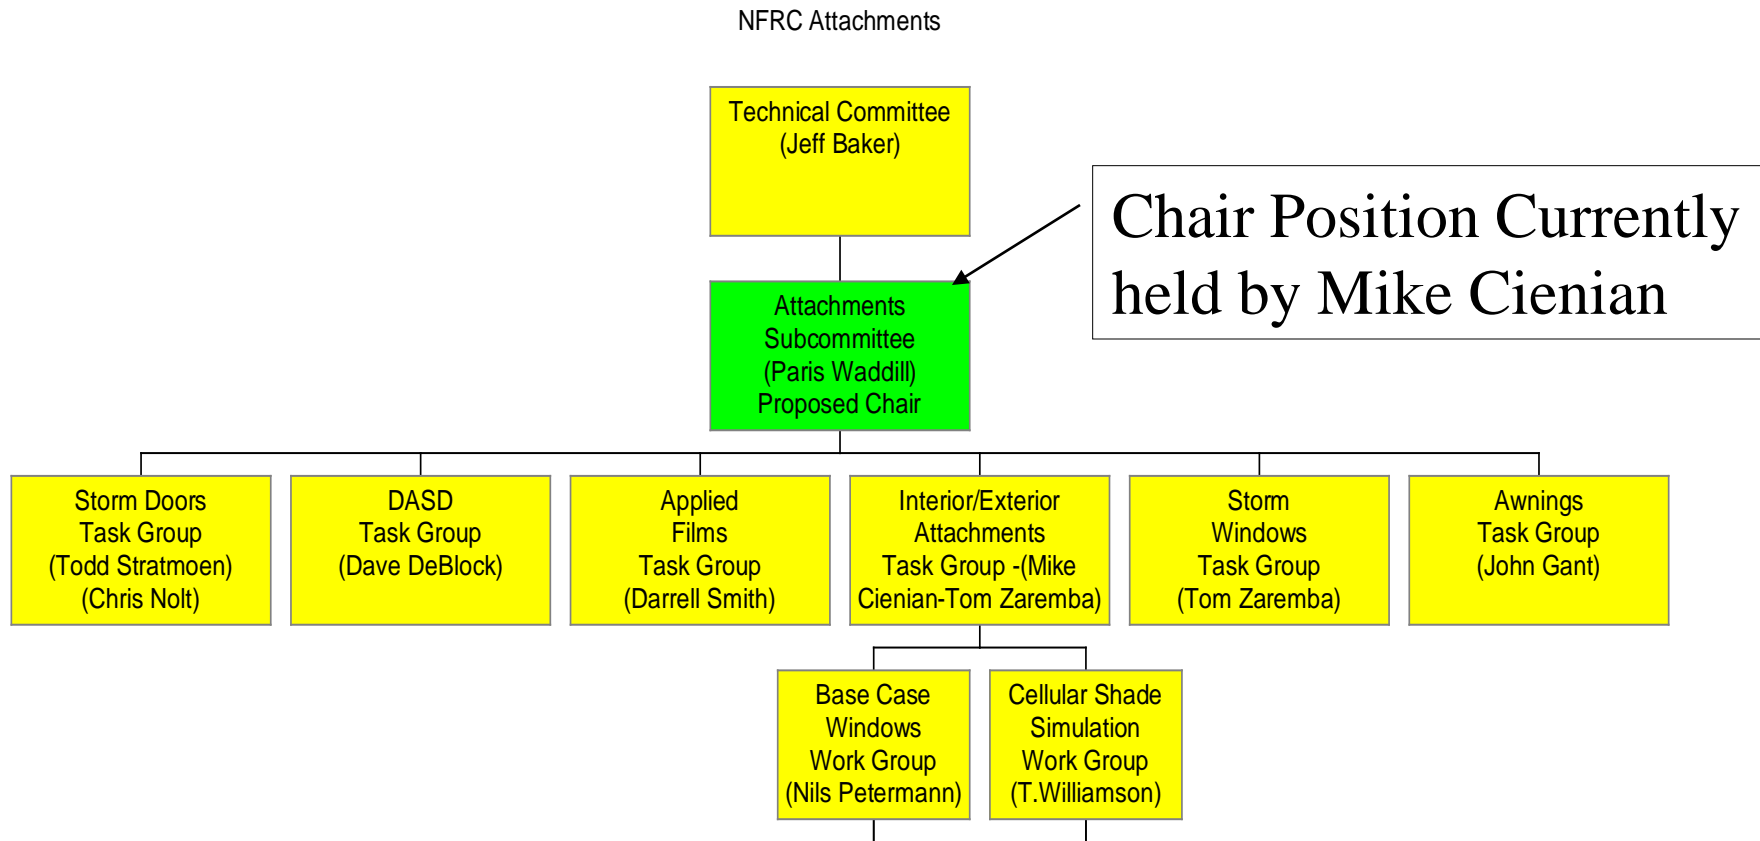 NFRC Attachments
Technical Committee
(Jeff Baker)
Chair Position Currently
held by Mike Cienian
Attachments
Subcommittee
(Paris Waddill)
Proposed Chair
Storm Doors
Task Group
(Todd Stratmoen)
(Chris Nolt)
DASD
Task Group
(Dave DeBlock)
Applied
Films
Task Group
(Darrell Smith)
Interior/Exterior
Attachments
Task Group -(Mike
Cienian-Tom Zaremba)
Storm
Windows
Task Group
(Tom Zaremba)
Awnings
Task Group
(John Gant)
Base Case
Windows
Work Group
(Nils Petermann)
Cellular Shade
Simulation
Work Group
(T.Williamson)